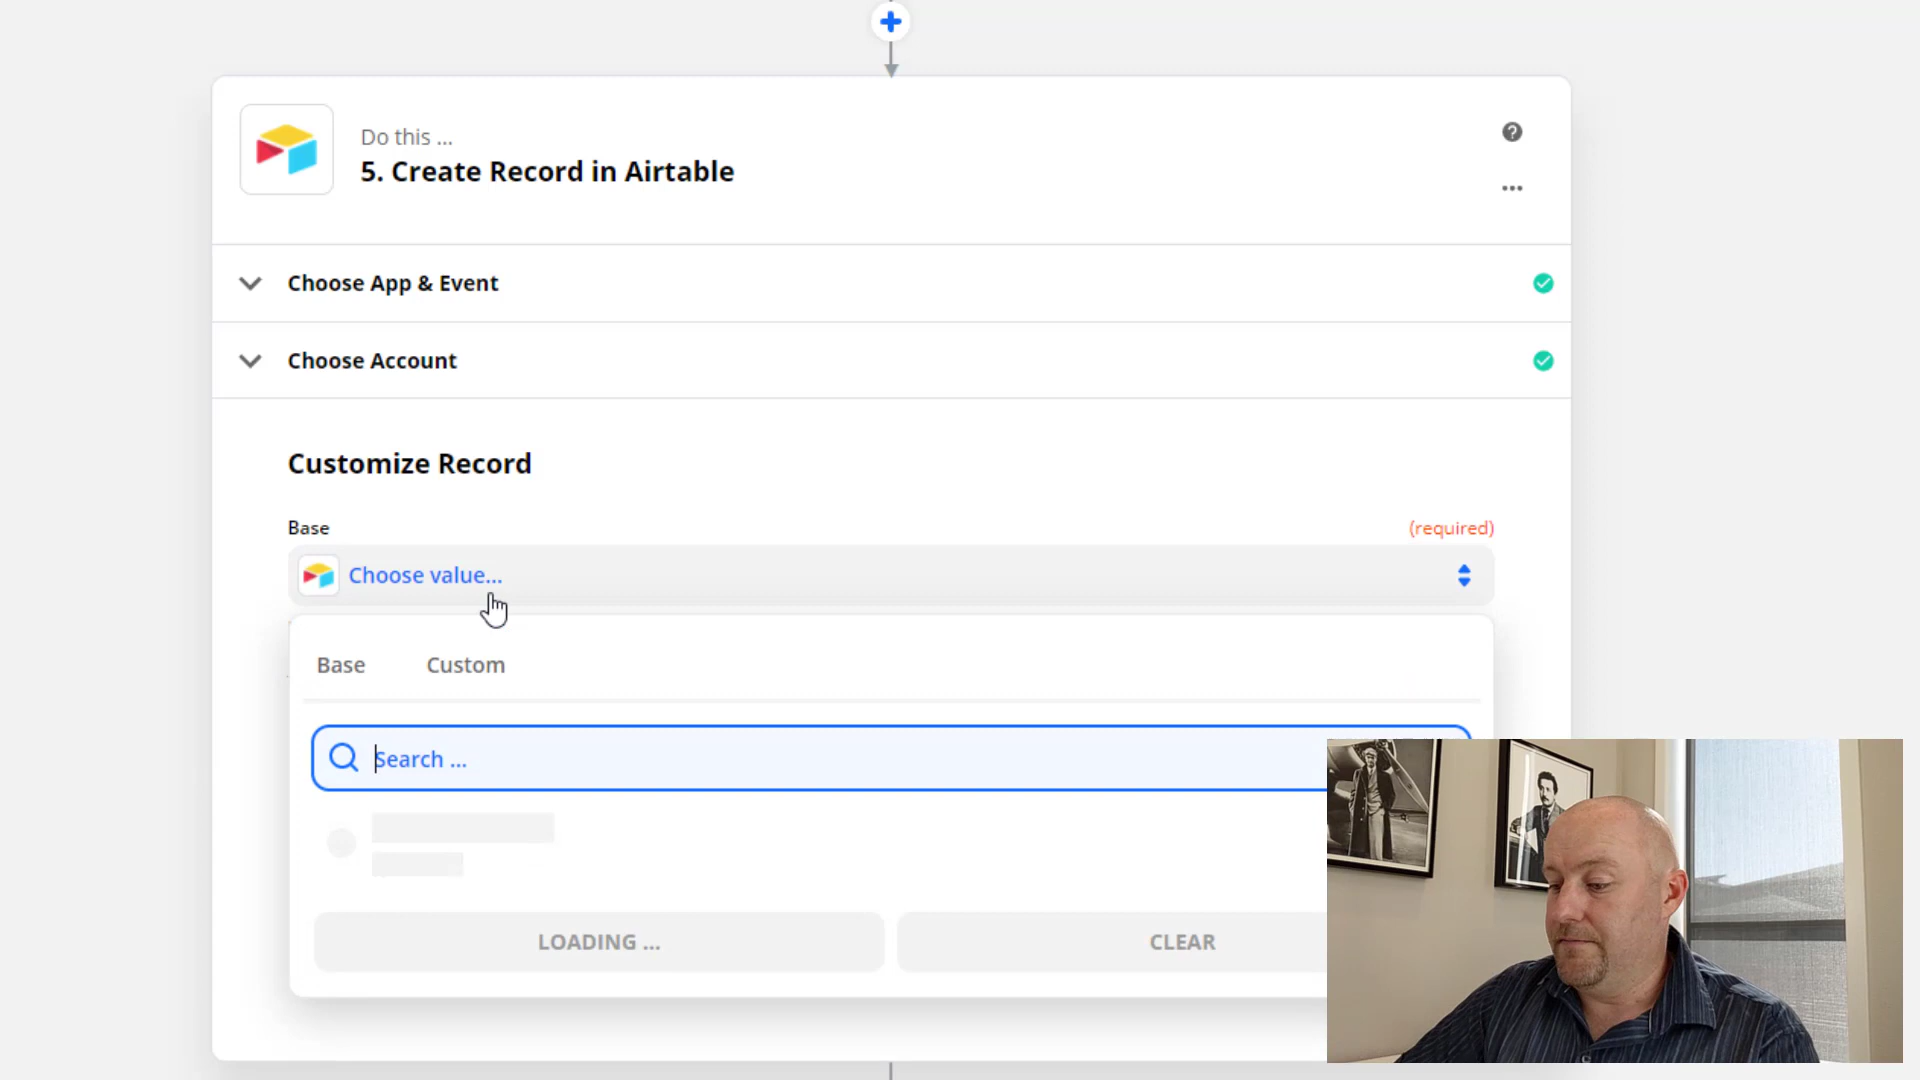 Do this ...
5. Create Record in Airtable
Choose App & Event
Choose Account
Customize Record
Base
(required)
Choose value...
Base
Custom
Search ...
LOADING ...
CLEAR